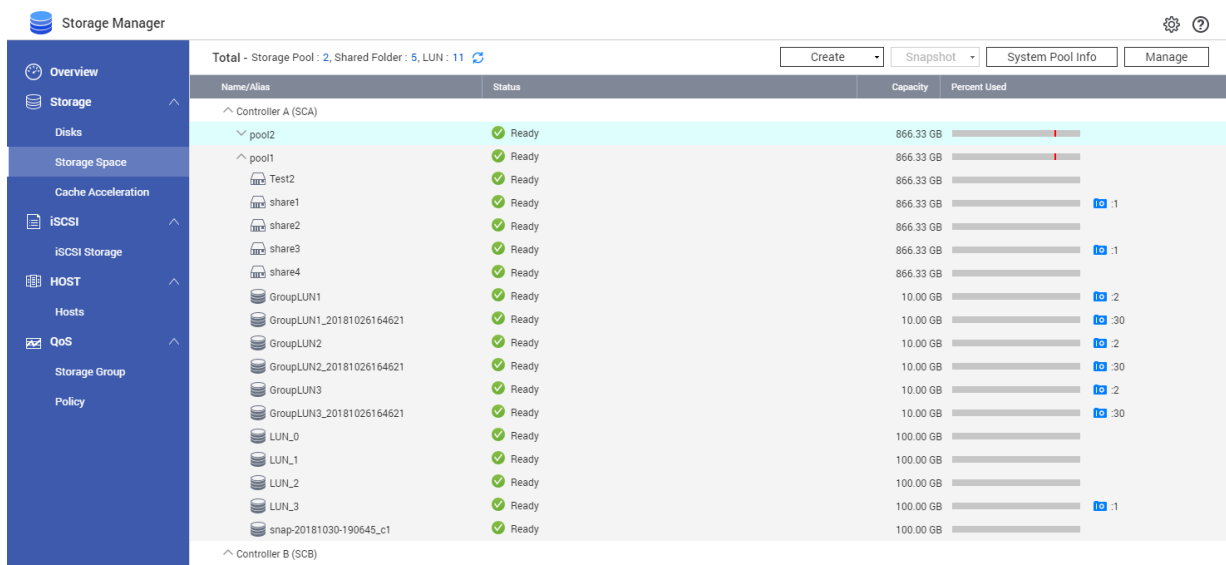 Storage Manager
Total - Storage Pool : 2, Shared Folder : 5, LUN : 11
Create
Snapshot
System Pool Info
Manage
Overview
Storage
Disks
Storage Space
Cache Acceleration
iSCSI
iSCSI Storage
HOST
Hosts
QoS
Storage Group
Policy
Name/Alias Status Capacity Percent Used
Controller A (SCA)
pool2 Ready 866.33 GB
pool1 Ready 866.33 GB
Test2 Ready 866.33 GB
share1 Ready 866.33 GB :1
share2 Ready 866.33 GB
share3 Ready 866.33 GB :1
share4 Ready 866.33 GB
GroupLUN1 Ready 10.00 GB :2
GroupLUN1_20181026164621 Ready 10.00 GB :30
GroupLUN2 Ready 10.00 GB :2
GroupLUN2_20181026164621 Ready 10.00 GB :30
GroupLUN3 Ready 10.00 GB :2
GroupLUN3_20181026164621 Ready 10.00 GB :30
LUN_0 Ready 100.00 GB
LUN_1 Ready 100.00 GB
LUN_2 Ready 100.00 GB
LUN_3 Ready 100.00 GB :1
snap-20181030-190645_c1 Ready 100.00 GB
Controller B (SCB)